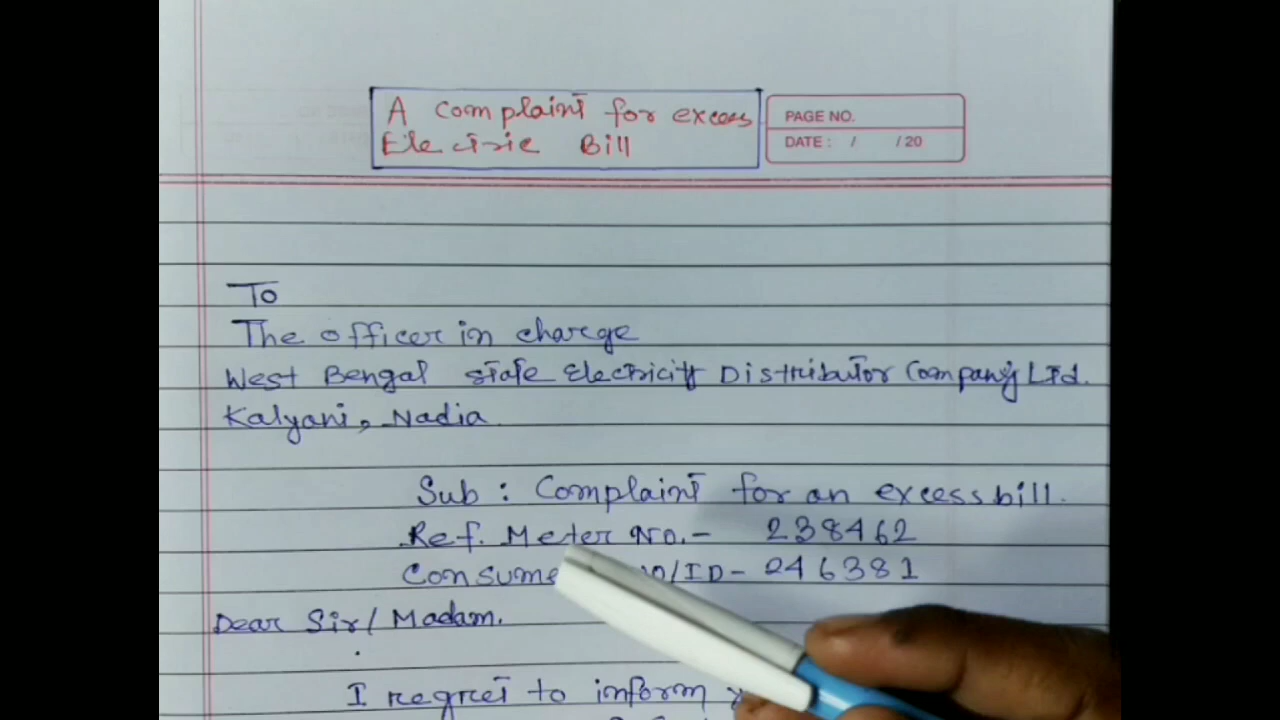 A complaint for excess
Electric Bill
PAGE NO.
DATE : / / 20
To
The officer in charge
West Bengal state Electricity Distributor Company Ltd.
Kalyani, Nadia
Sub : Complaint for an excess bill.
Ref. Meter No. - 238462
/ID - 246381
Dear Sir/ Madam.
I regret to inform